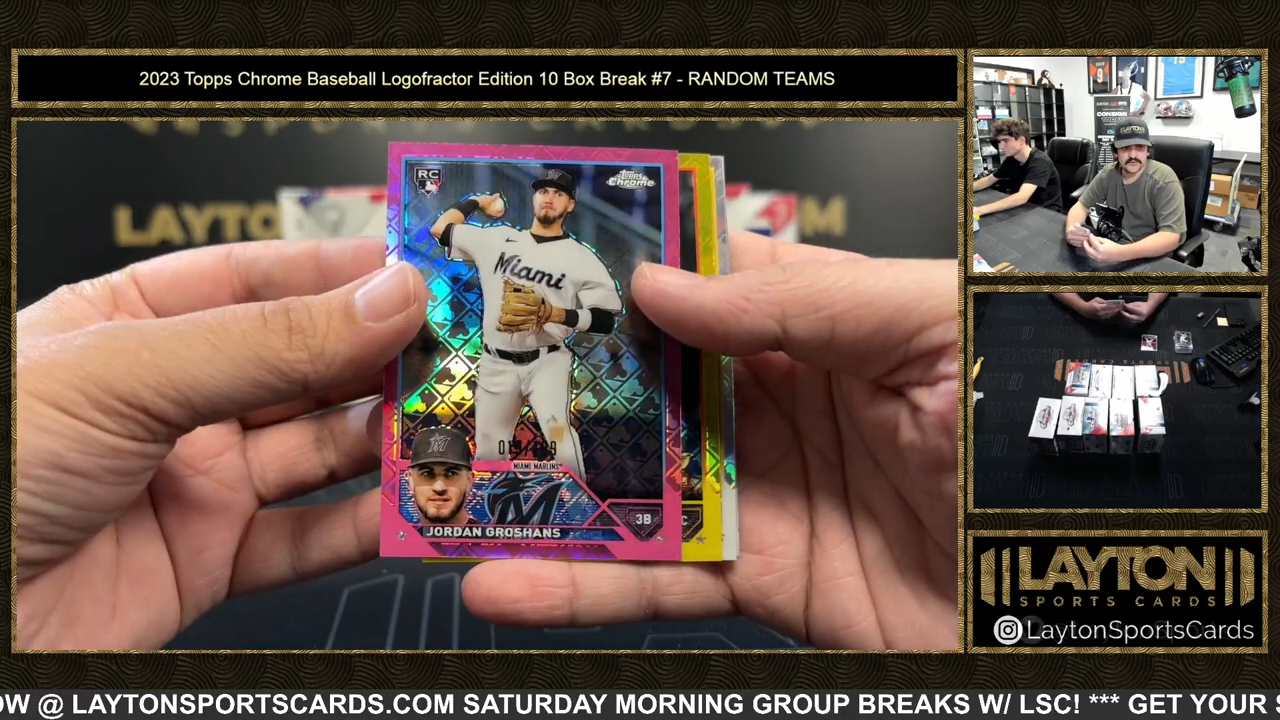 2023 Topps Chrome Baseball Logofractor Edition 10 Box Break #7 - RANDOM TEAMS
RC
Topps
Chrome
Miami
MIAMI MARLINS
JORDAN GROSHANS
3B
C
LAYTON
SPORTS CARDS
LaytonSportsCards
OW @ LAYTONSPORTSCARDS.COM SATURDAY MORNING GROUP BREAKS W/ LSC! *** GET YOUR S